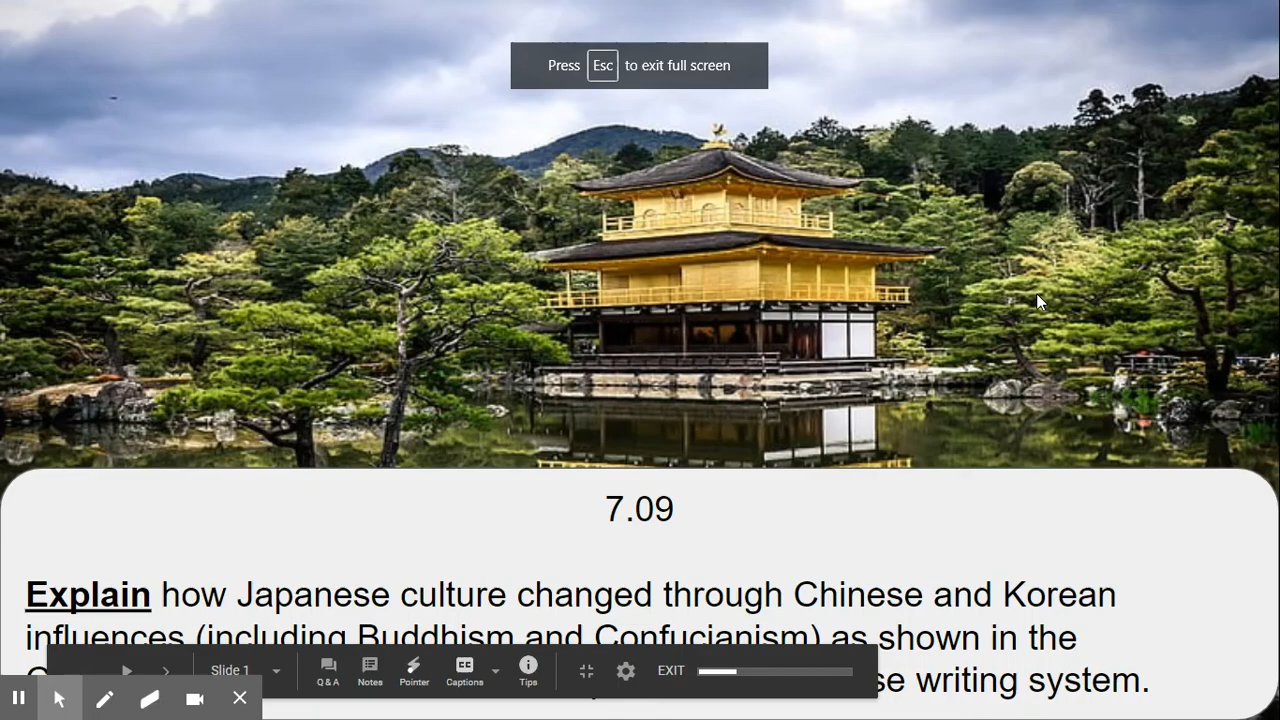 Press Esc to exit full screen
7.09
Explain how Japanese culture changed through Chinese and Korean
influences (including Buddhism and Confucianism) as shown in the
writing system.
Slide 1
Q & A
Notes
Pointer
Captions
Tips
EXIT